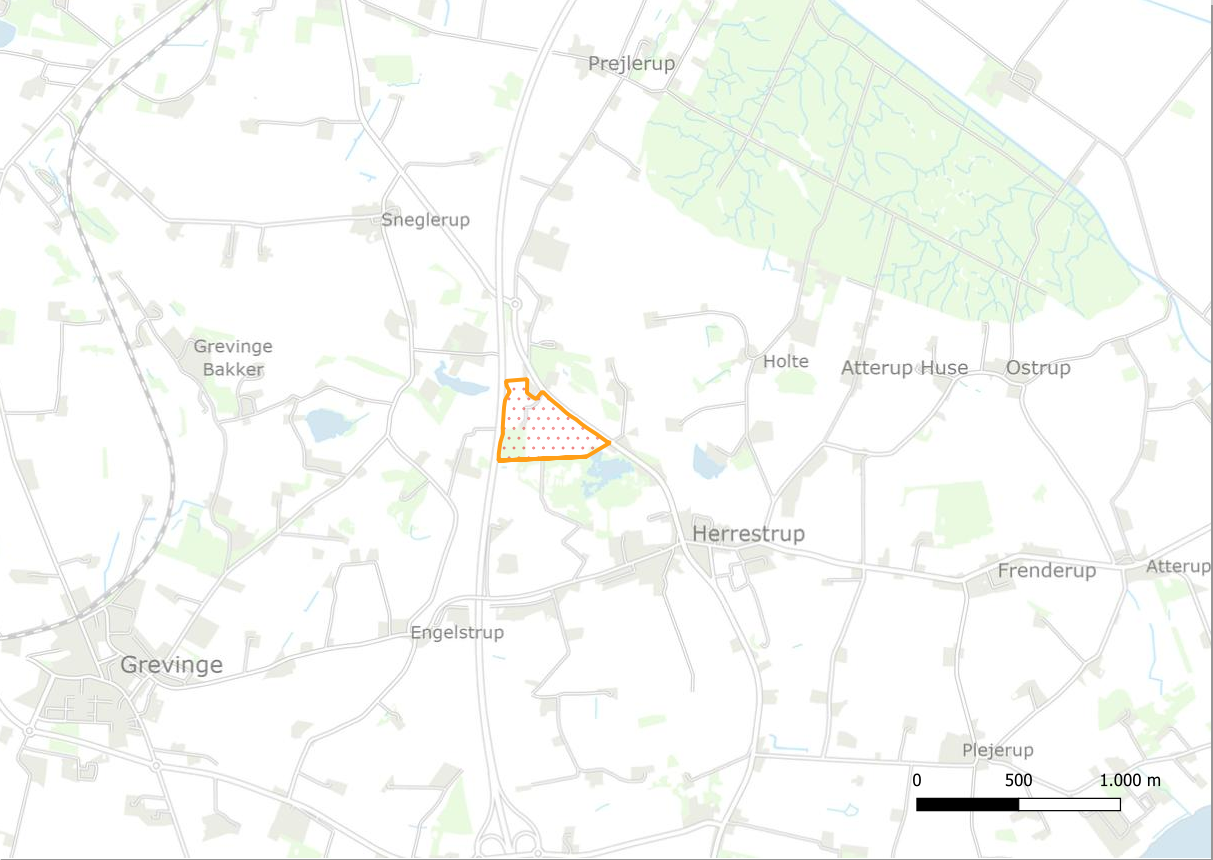 Prejlerup
Sneglerup
Grevinge
Bakker
Holte
Atterup Huse
Ostrup
Herrestrup
Frenderup
Atterup
Engelstrup
Grevinge
Plejerup
0 500 1.000 m